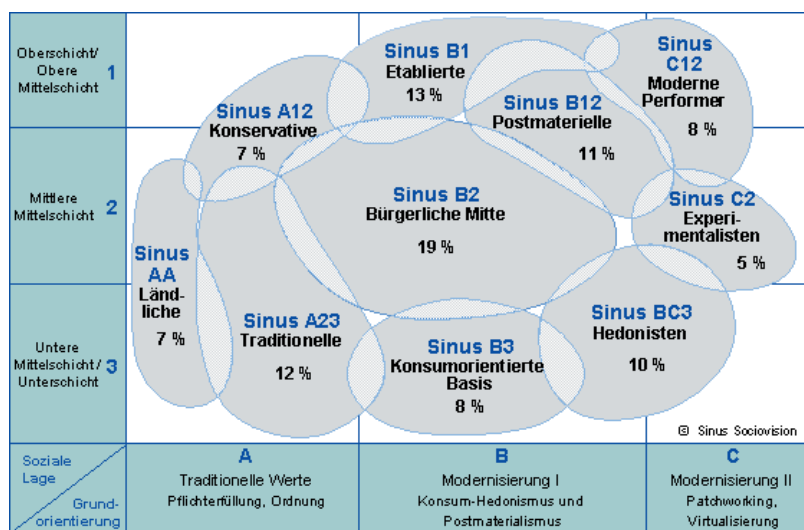 Oberschicht/
Obere
Mittelschicht
1
Mittlere
Mittelschicht
2
Untere
Mittelschicht/
Unterschicht
3
Sinus B1
Etablierte
13 %
Sinus
C12
Moderne
Performer
8 %
Sinus A12
Konservative
7 %
Sinus B12
Postmaterielle
11 %
Sinus B2
Bürgerliche Mitte
19 %
Sinus C2
Experi-
mentalisten
5 %
Sinus
AA
Länd-
liche
7 %
Sinus A23
Traditionelle
12 %
Sinus B3
Konsumorientierte
Basis
8 %
Sinus BC3
Hedonisten
10 %
© Sinus Sociovision
Soziale
Lage
Grund-
orientierung
A
Traditionelle Werte
Pflichterfüllung, Ordnung
B
Modernisierung I
Konsum-Hedonismus und
Postmaterialismus
C
Modernisierung II
Patchworking,
Virtualisierung